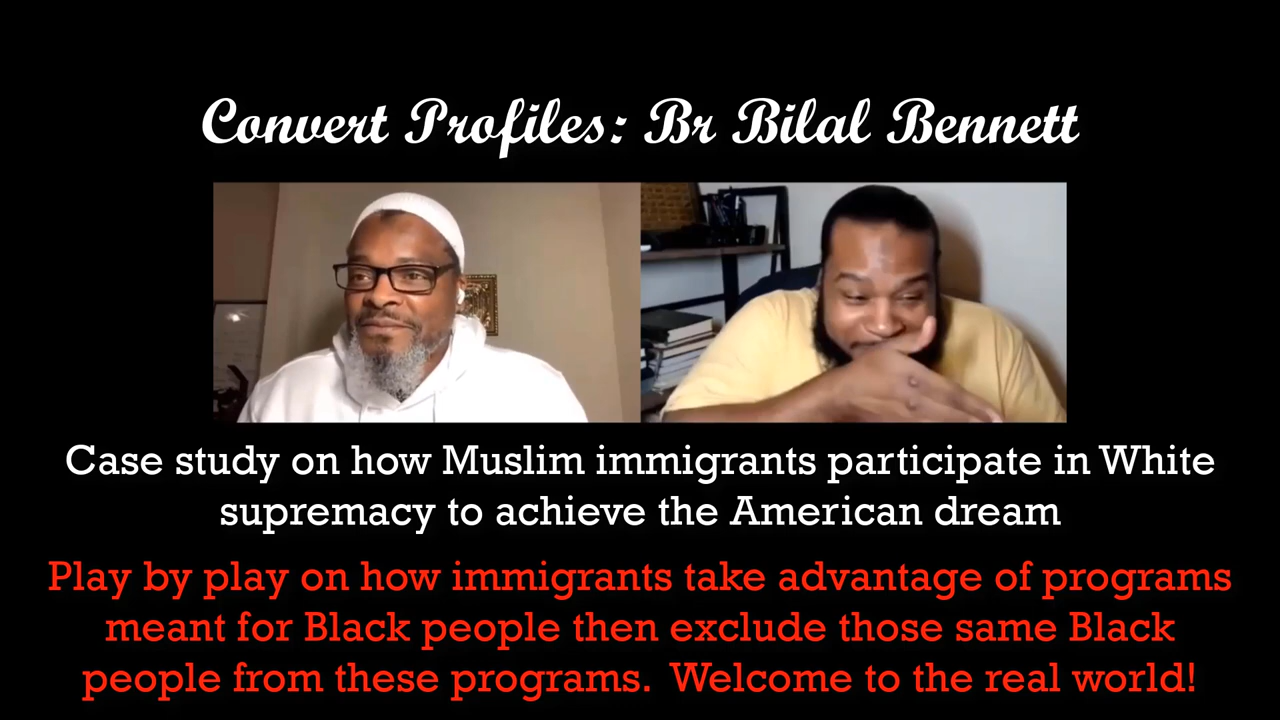 Convert Profiles: Br Bilal Bennett
Case study on how Muslim immigrants participate in White
supremacy to achieve the American dream
Play by play on how immigrants take advantage of programs
meant for Black people then exclude those same Black
people from these programs.  Welcome to the real world!